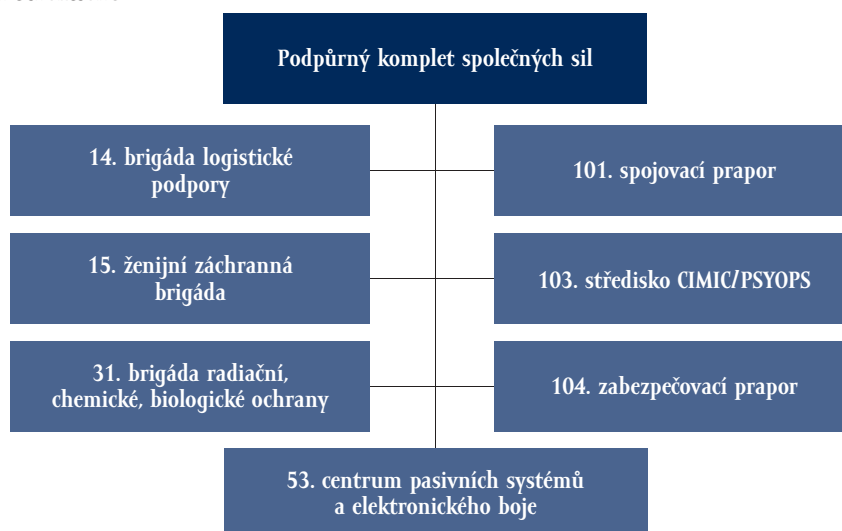 Podpůrný komplet společných sil
14. brigáda logistické
podpory
101. spojovací prapor
15. ženijní záchranná
brigáda
103. středisko CIMIC/PSYOPS
31. brigáda radiační,
chemické, biologické ochrany
104. zabezpečovací prapor
53. centrum pasivních systémů
a elektronického boje